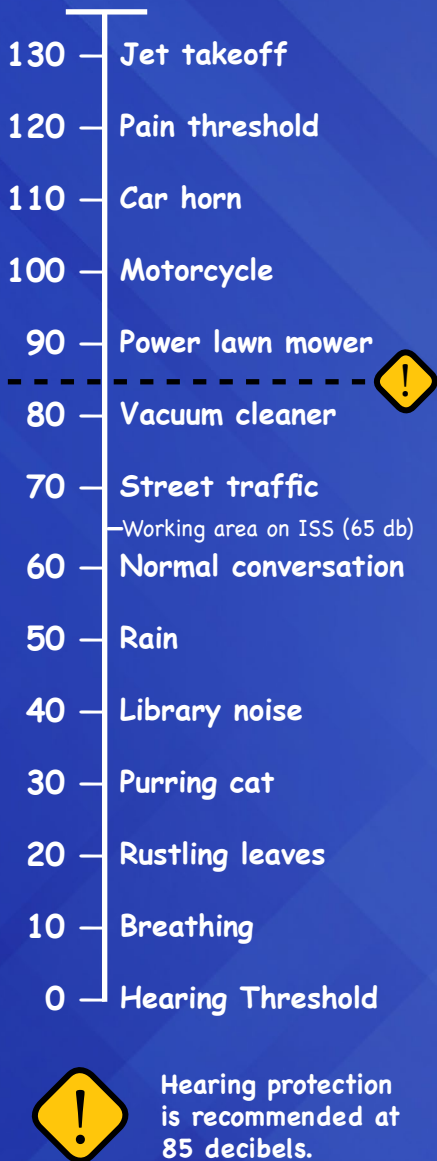 130 Jet takeoff
120 Pain threshold
110 Car horn
100 Motorcycle
90 Power lawn mower
!
80 Vacuum cleaner
70 Street traffic
Working area on ISS (65 db)
60 Normal conversation
50 Rain
40 Library noise
30 Purring cat
20 Rustling leaves
10 Breathing
0 Hearing Threshold
!
Hearing protection
is recommended at
85 decibels.